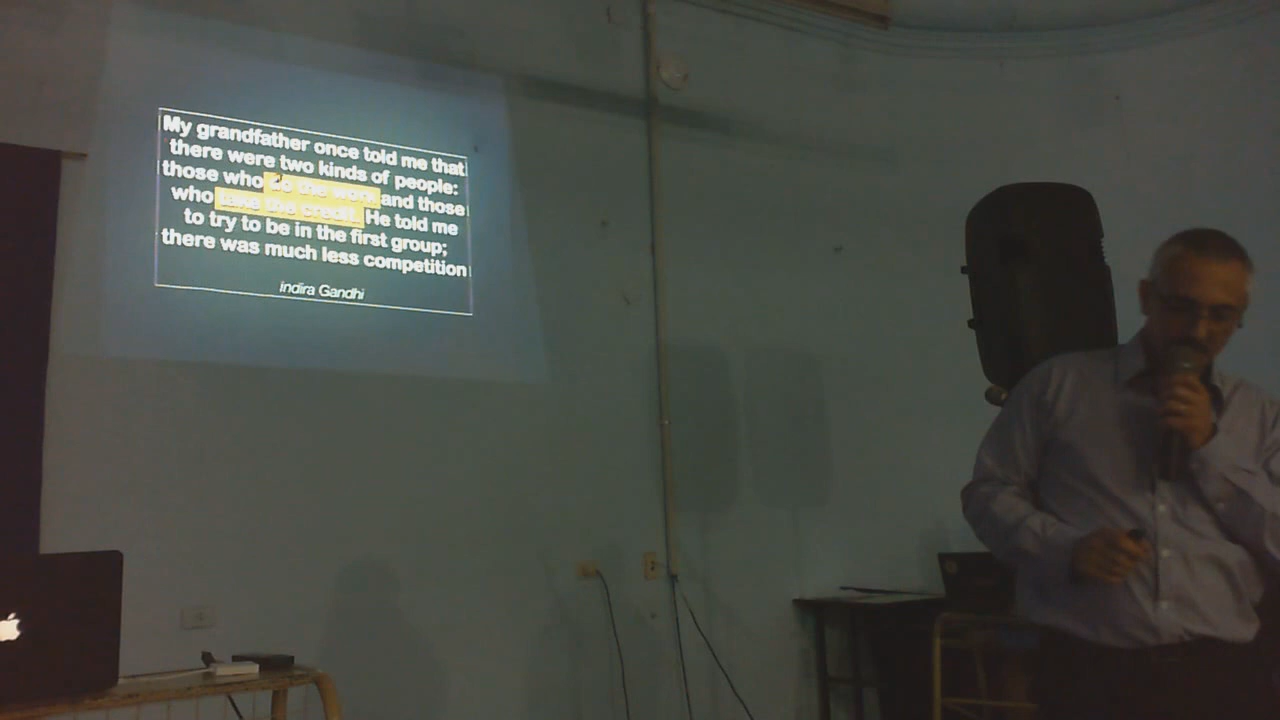 My grandfather once told me that
there were two kinds of people:
those who do the work and those
who take the credit. He told me
to try to be in the first group;
there was much less competition
Indira Gandhi